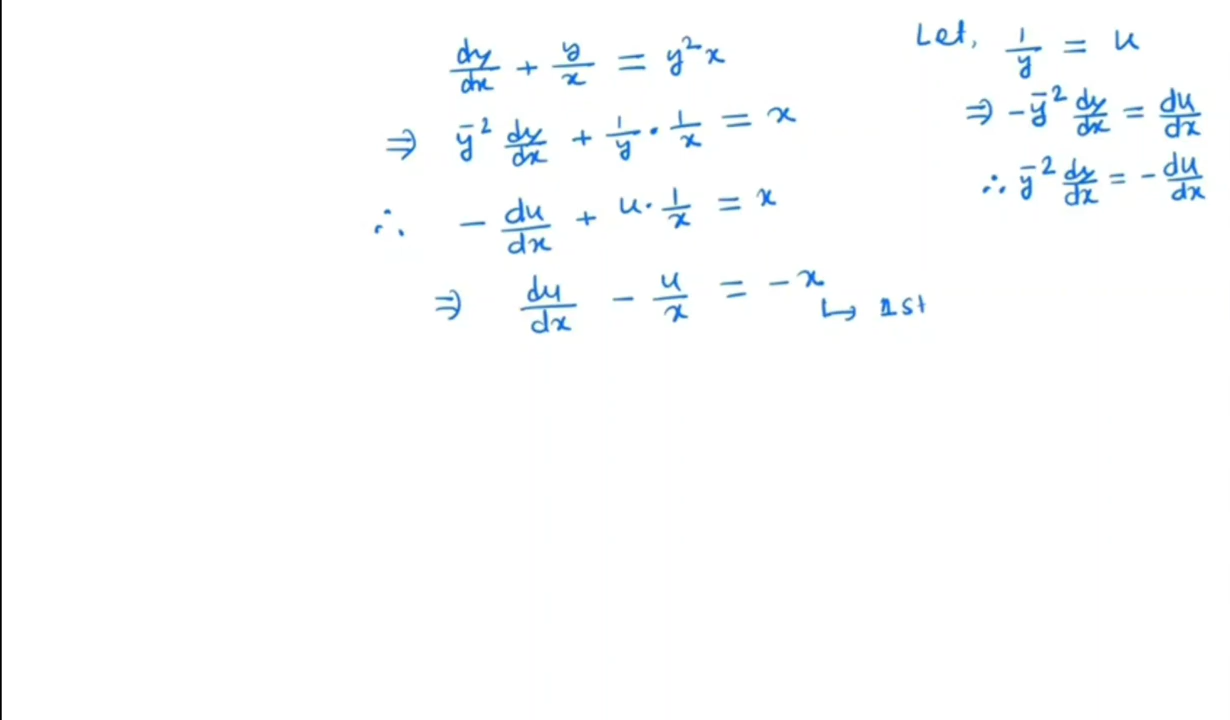 dy/dx + y/x = y²x
⇒ y⁻² dy/dx + 1/y · 1/x = x
∴ - du/dx + u · 1/x = x
⇒ du/dx - u/x = -x
↳ 1st
Let, 1/y = u
⇒ -y⁻² dy/dx = du/dx
∴ y⁻² dy/dx = - du/dx